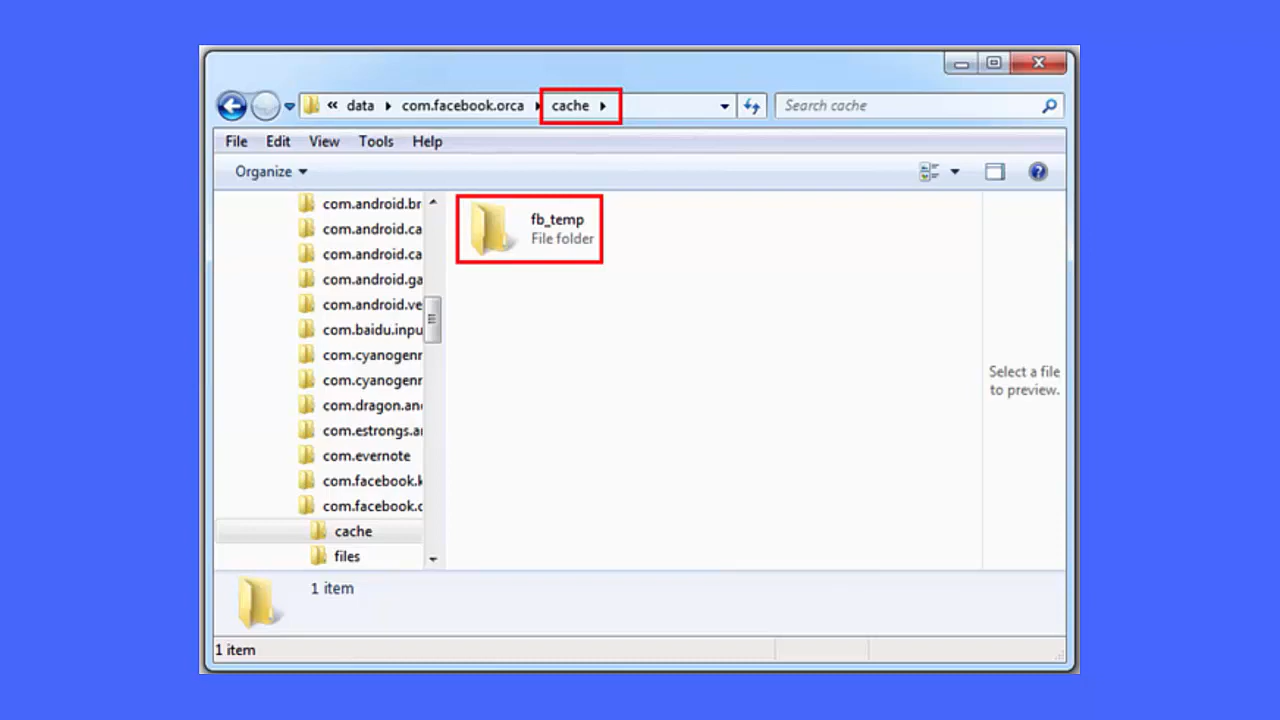 « data ▸ com.facebook.orca ▸ cache ▸ Search cache
File Edit View Tools Help
Organize
com.android.br
com.android.ca
com.android.ca
com.android.ga
com.android.ve
com.baidu.inpu
com.cyanogenr
com.cyanogenr
com.dragon.an
com.estrongs.a
com.evernote
com.facebook.k
com.facebook.c
cache
files
fb_temp
File folder
Select a file
to preview.
1 item
1 item